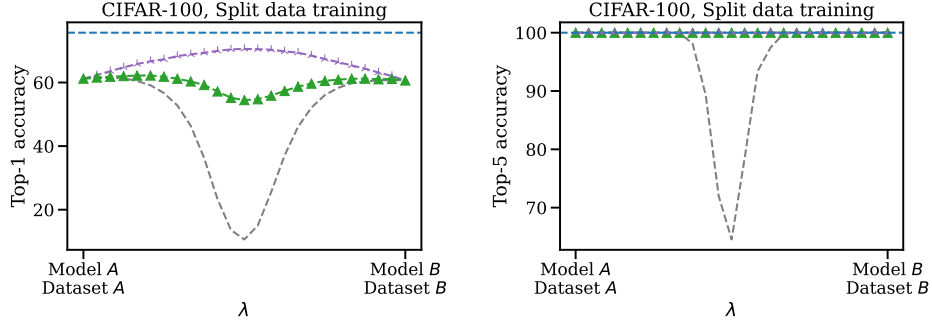 CIFAR-100, Split data training
Top-1 accuracy
60
40
20
Model A
Dataset A
Model B
Dataset B
λ
CIFAR-100, Split data training
Top-5 accuracy
100
90
80
70
Model A
Dataset A
Model B
Dataset B
λ